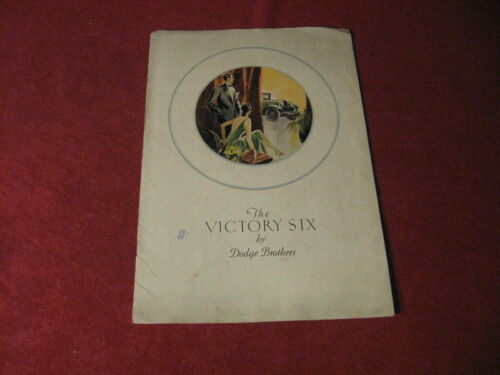 The
VICTORY SIX
by
Dodge Brothers